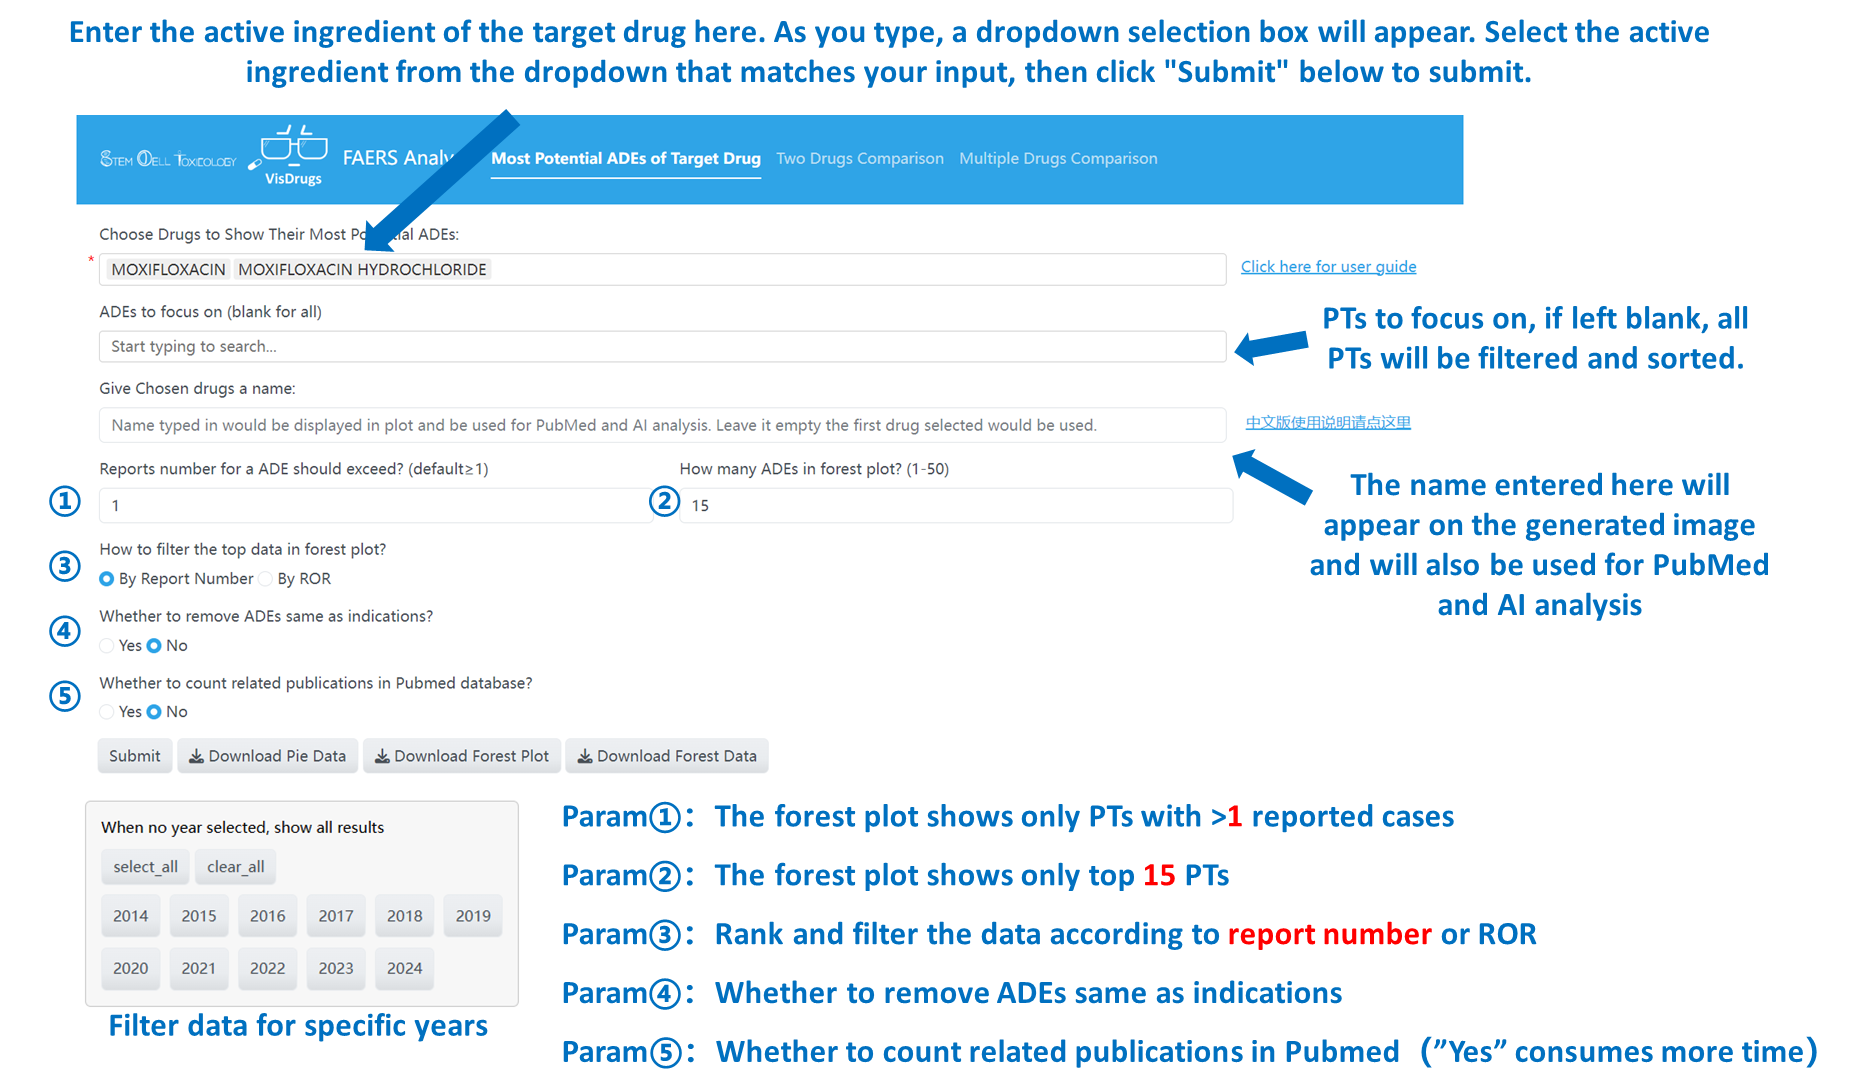 Enter the active ingredient of the target drug here. As you type, a dropdown selection box will appear. Select the active
ingredient from the dropdown that matches your input, then click "Submit" below to submit.
STEM CELL TOXICOLOGY
VisDrugs
FAERS Analy
Most Potential ADEs of Target Drug
Two Drugs Comparison
Multiple Drugs Comparison
Choose Drugs to Show Their Most Potential ADEs:
* MOXIFLOXACIN MOXIFLOXACIN HYDROCHLORIDE
Click here for user guide
ADEs to focus on (blank for all)
Start typing to search...
PTs to focus on, if left blank, all
PTs will be filtered and sorted.
Give Chosen drugs a name:
Name typed in would be displayed in plot and be used for PubMed and AI analysis. Leave it empty the first drug selected would be used.
中文版使用说明请点这里
The name entered here will
appear on the generated image
and will also be used for PubMed
and AI analysis
Reports number for a ADE should exceed? (default≥1)
① 1
How many ADEs in forest plot? (1-50)
② 15
③ How to filter the top data in forest plot?
By Report Number By ROR
④ Whether to remove ADEs same as indications?
Yes No
⑤ Whether to count related publications in Pubmed database?
Yes No
Submit Download Pie Data Download Forest Plot Download Forest Data
When no year selected, show all results
select_all clear_all
2014 2015 2016 2017 2018 2019
2020 2021 2022 2023 2024
Filter data for specific years
Param①： The forest plot shows only PTs with >1 reported cases
Param②： The forest plot shows only top 15 PTs
Param③： Rank and filter the data according to report number or ROR
Param④： Whether to remove ADEs same as indications
Param⑤： Whether to count related publications in Pubmed（”Yes” consumes more time）